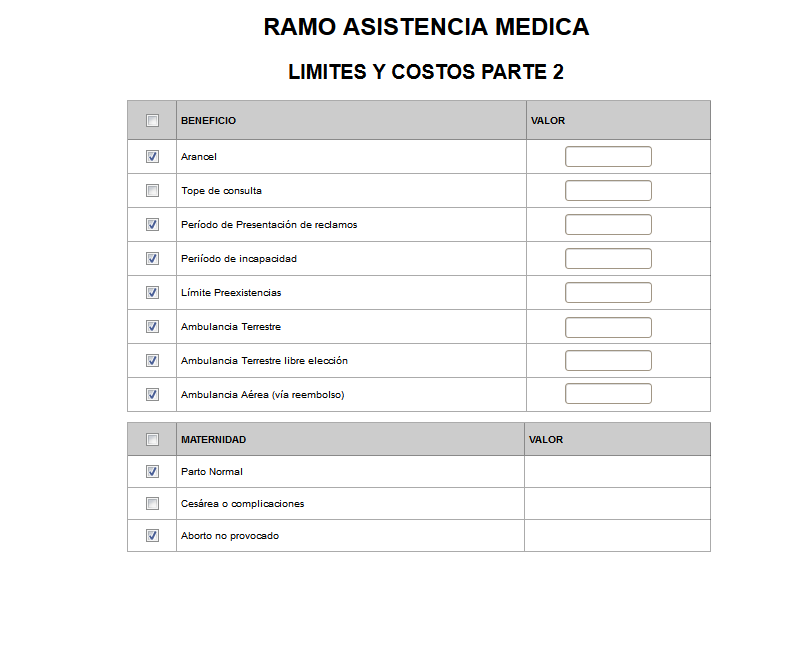 RAMO ASISTENCIA MEDICA
LIMITES Y COSTOS PARTE 2
BENEFICIO VALOR
Arancel
Tope de consulta
Período de Presentación de reclamos
Periíodo de incapacidad
Límite Preexistencias
Ambulancia Terrestre
Ambulancia Terrestre libre elección
Ambulancia Aérea (vía reembolso)
MATERNIDAD VALOR
Parto Normal
Cesárea o complicaciones
Aborto no provocado